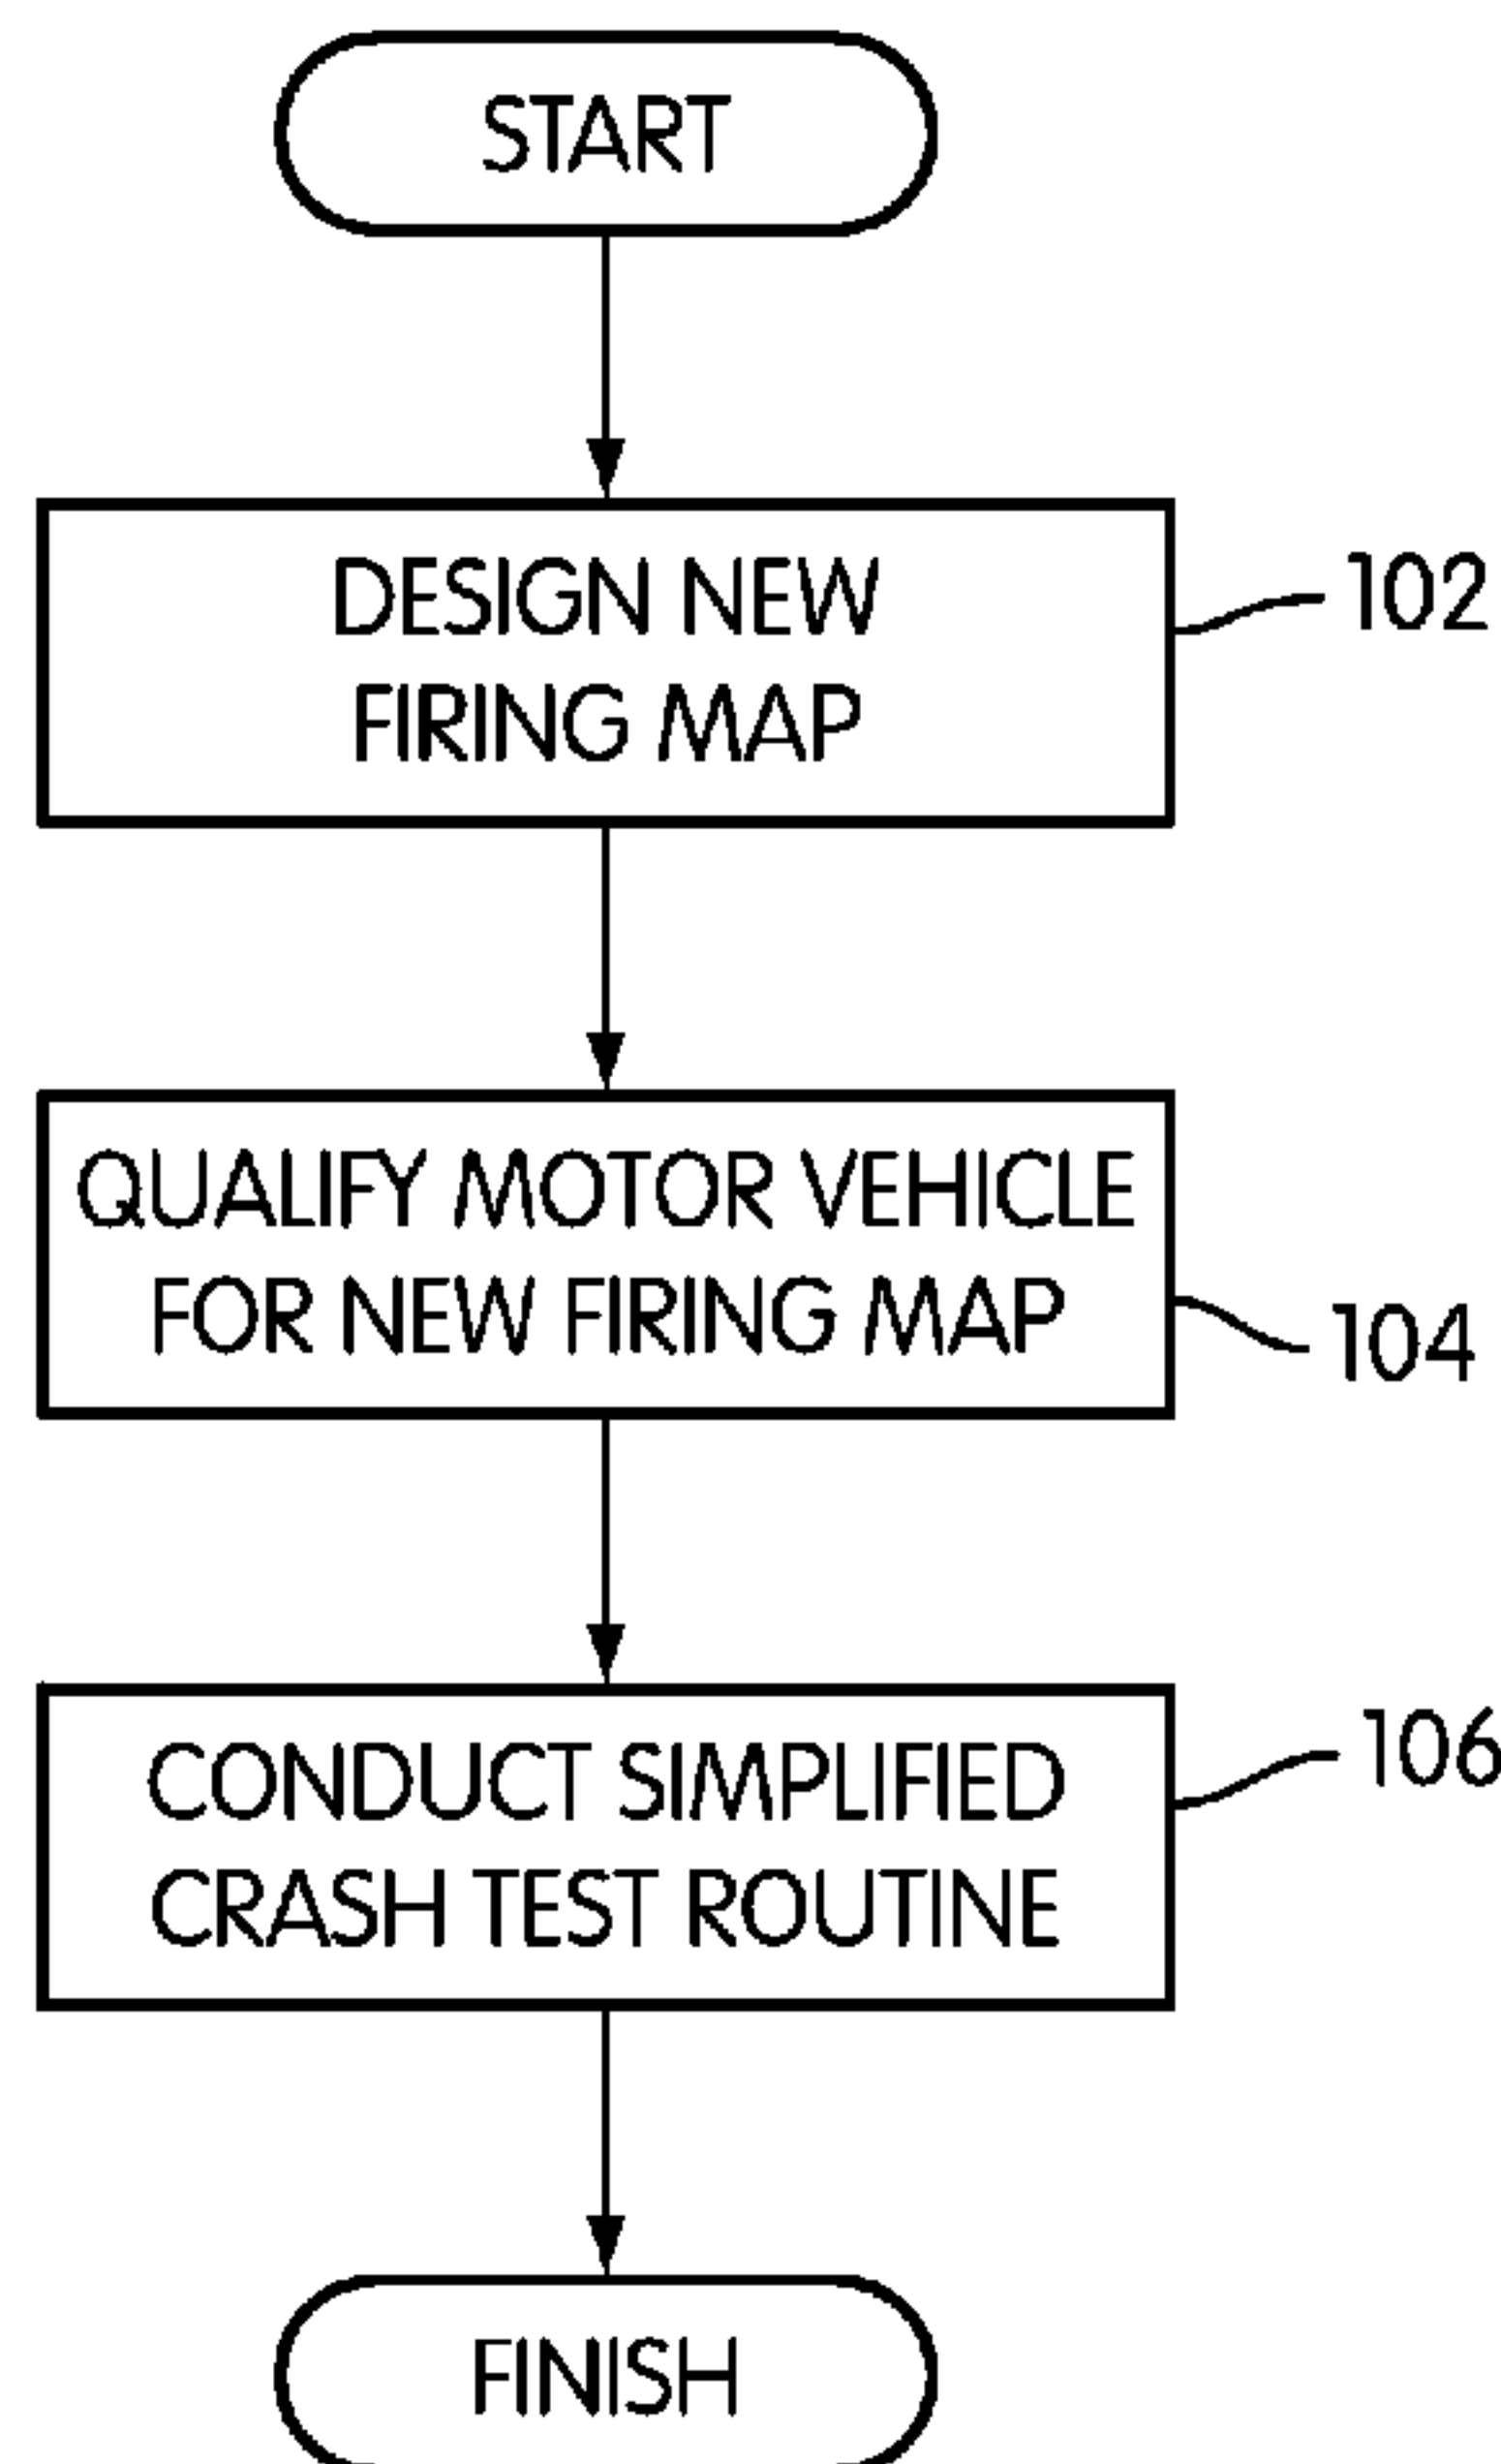 START
DESIGN NEW
FIRING MAP
102
QUALIFY MOTOR VEHICLE
FOR NEW FIRING MAP
104
CONDUCT SIMPLIFIED
CRASH TEST ROUTINE
106
FINISH